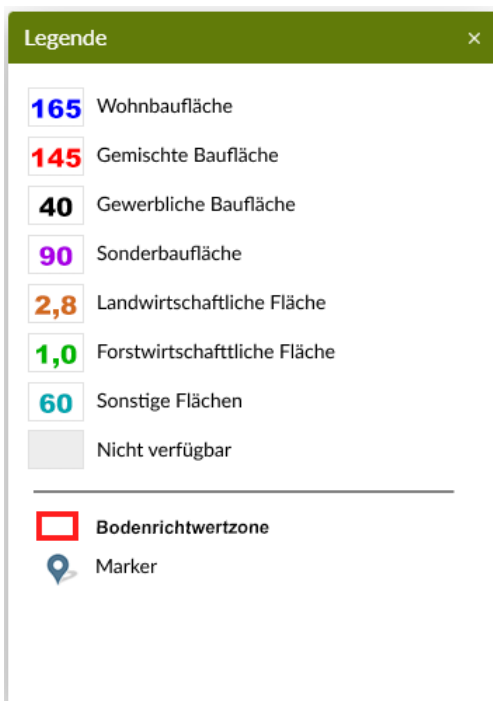 Legende ×
165 Wohnbaufläche
145 Gemischte Baufläche
40 Gewerbliche Baufläche
90 Sonderbaufläche
2,8 Landwirtschaftliche Fläche
1,0 Forstwirtschafttliche Fläche
60 Sonstige Flächen
Nicht verfügbar
Bodenrichtwertzone
Marker